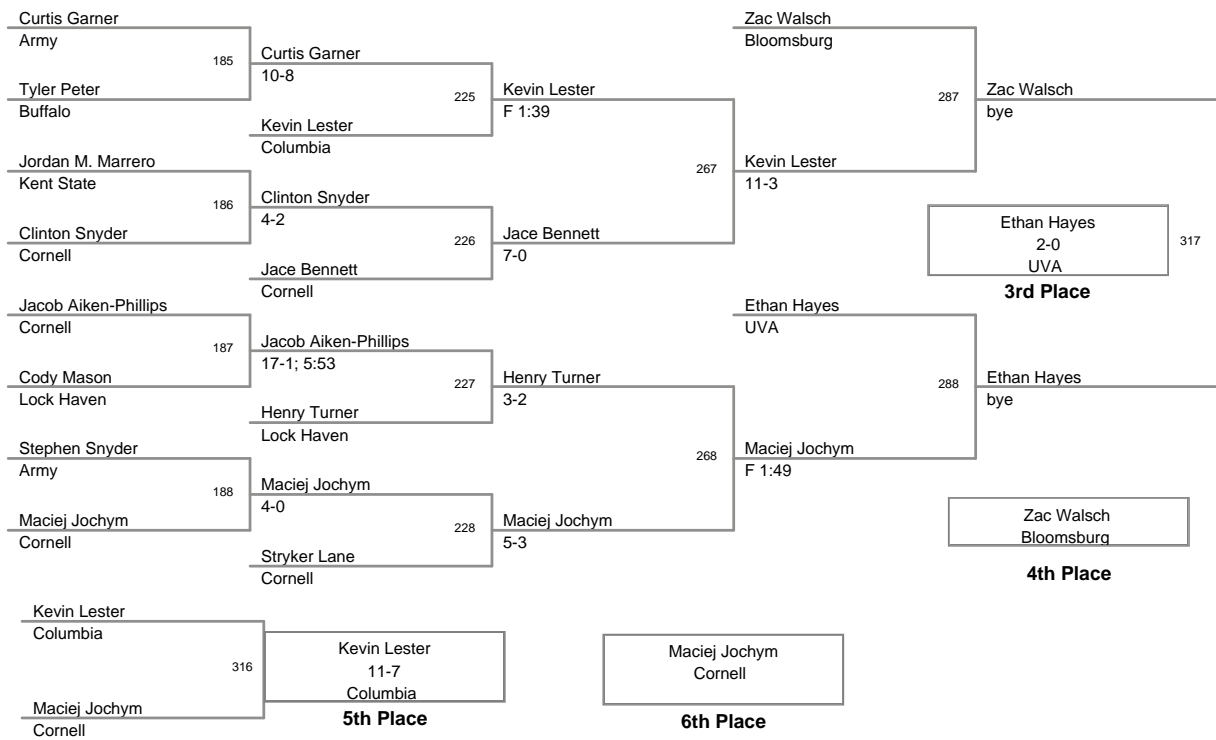 Curtis Garner
Army
185
Tyler Peter
Buffalo
Jordan M. Marrero
Kent State
186
Clinton Snyder
Cornell
Jacob Aiken-Phillips
Cornell
187
Cody Mason
Lock Haven
Stephen Snyder
Army
188
Maciej Jochym
Cornell
Curtis Garner
10-8
225
Kevin Lester
Columbia
Clinton Snyder
4-2
226
Jace Bennett
Cornell
Jacob Aiken-Phillips
17-1; 5:53
227
Henry Turner
Lock Haven
Maciej Jochym
4-0
228
Stryker Lane
Cornell
Kevin Lester
F 1:39
267
Jace Bennett
7-0
Henry Turner
3-2
268
Maciej Jochym
5-3
Zac Walsch
Bloomsburg
287
Kevin Lester
11-3
Ethan Hayes
UVA
288
Maciej Jochym
F 1:49
Zac Walsch
bye
Ethan Hayes
2-0
UVA
317
3rd Place
Ethan Hayes
bye
Zac Walsch
Bloomsburg
4th Place
Kevin Lester
Columbia
316
Maciej Jochym
Cornell
Kevin Lester
11-7
Columbia
5th Place
Maciej Jochym
Cornell
6th Place